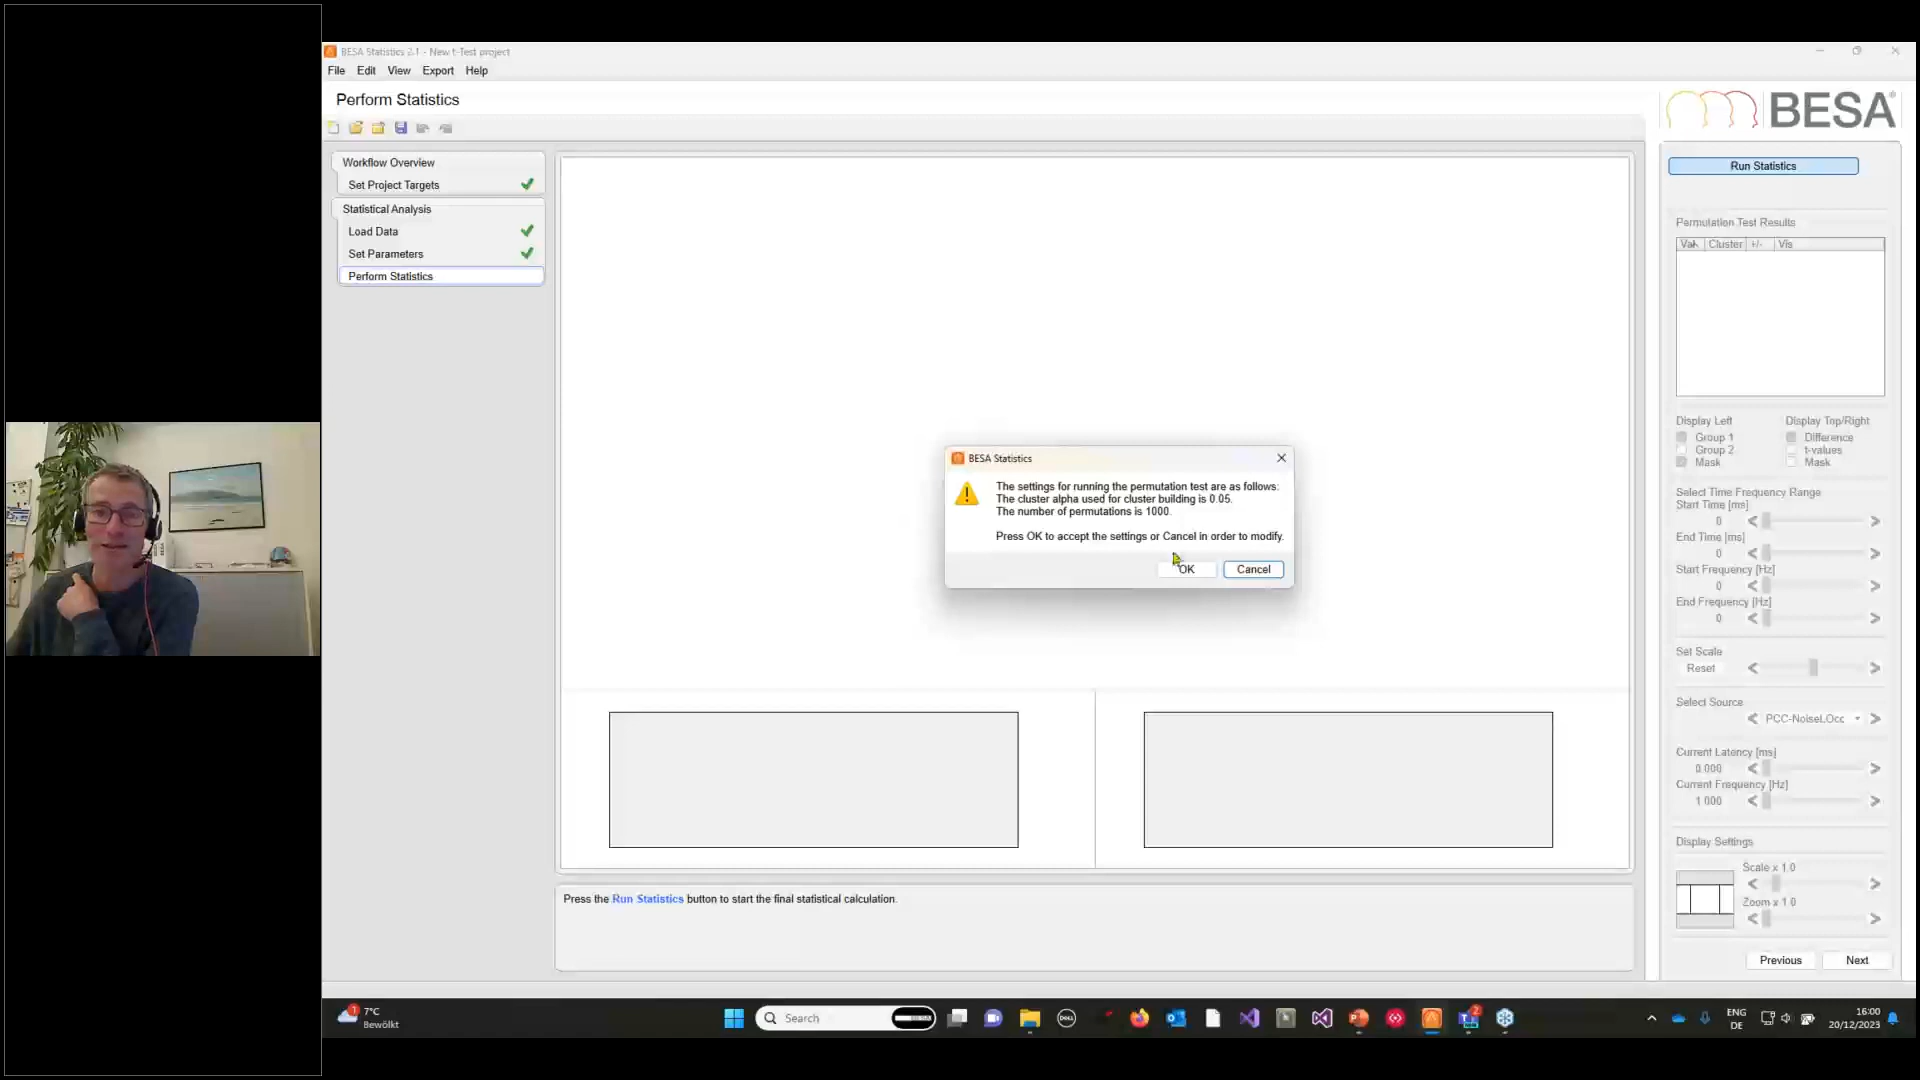 BESA Statistics 2.1 - New t-Test project
File Edit View Export Help
Perform Statistics
BESA®
Workflow Overview
Set Project Targets
Statistical Analysis
Load Data
Set Parameters
Perform Statistics
Run Statistics
Permutation Test Results
Cluster +/- Vis
BESA Statistics
The settings for running the permutation test are as follows:
The cluster alpha used for cluster building is 0.05.
The number of permutations is 1000.
Press OK to accept the settings or Cancel in order to modify.
OK Cancel
Display Left Display Top/Right
Group 1 Difference
Group 2 t-values
Mask Mask
Select Time Frequency Range
Start Time [ms]
0
End Time [ms]
0
Start Frequency [Hz]
0
End Frequency [Hz]
0
Set Scale
Reset
Select Source
PCC-NoiseLOcc
Current Latency [ms]
0.000
Current Frequency [Hz]
1.000
Display Settings
Scale x 1.0
Zoom x 1.0
Press the Run Statistics button to start the final statistical calculation.
Previous Next
1
7°C
Bewölkt
Search
DELL
2
ENG
DE
16:00
20/12/2023